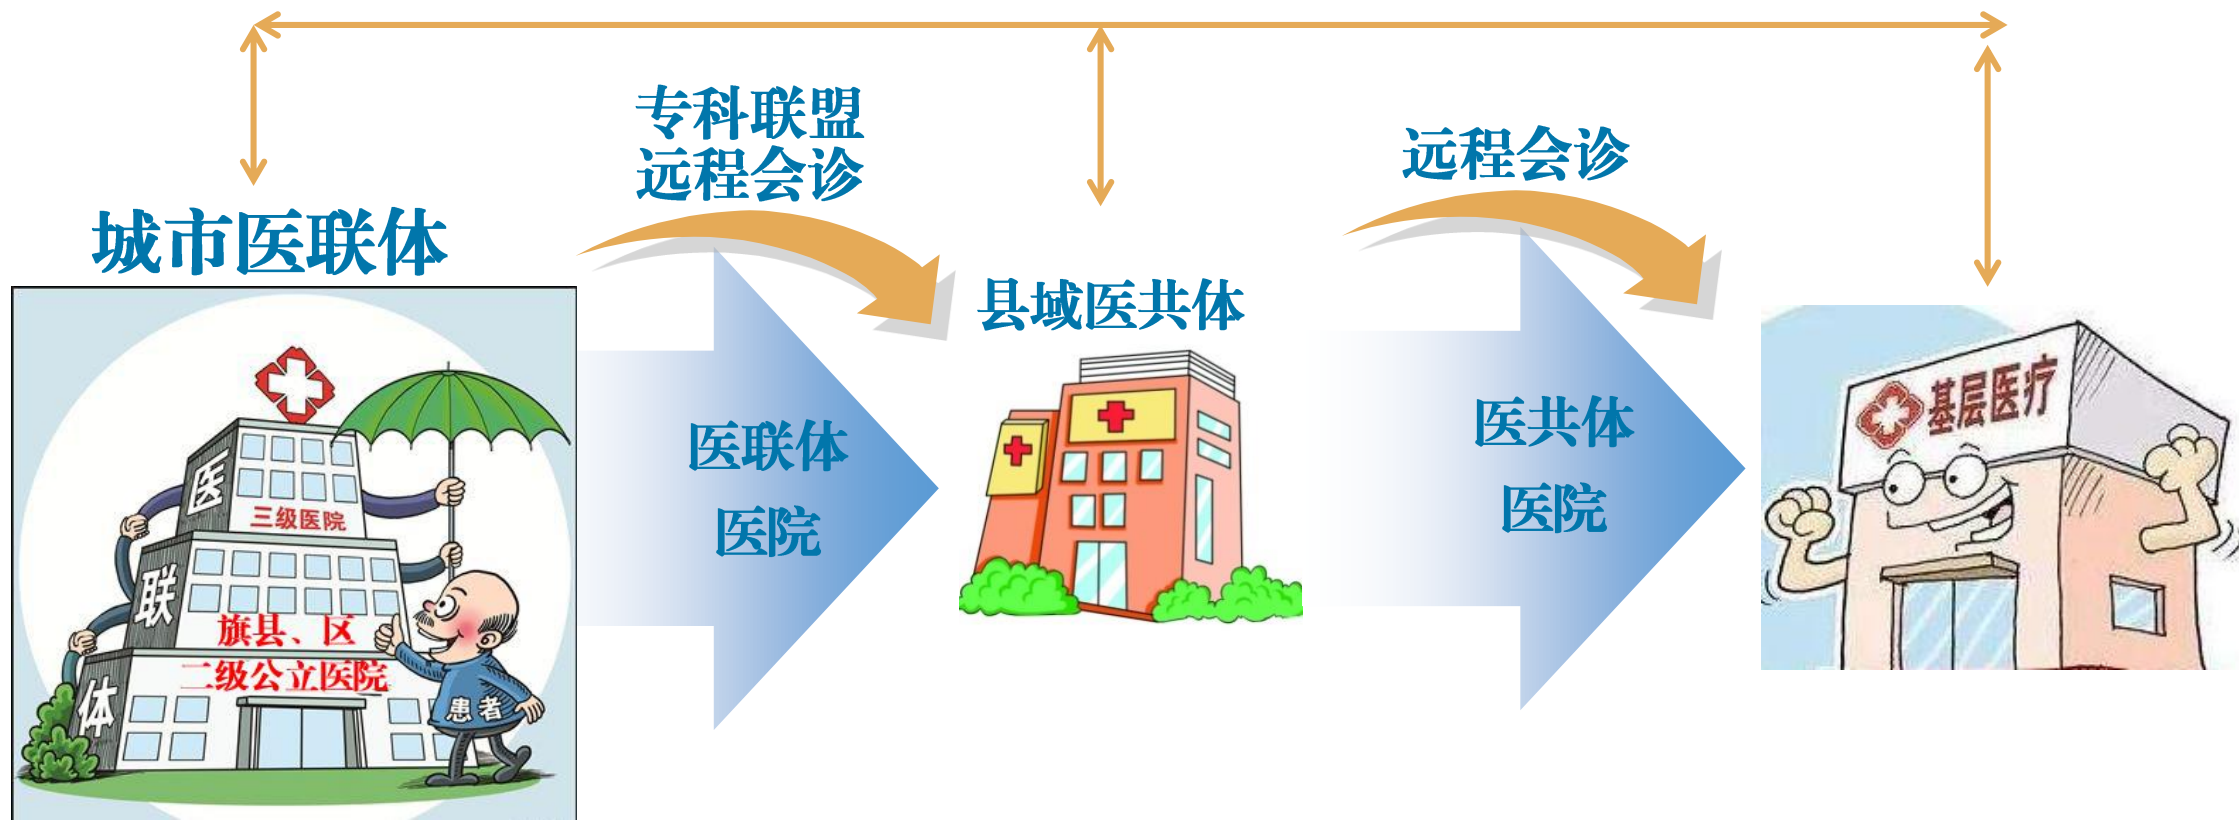 专科联盟
远程会诊
远程会诊
城市医联体
县域医共体
医联体
医院
医共体
医院
医
联
体
三级医院
旗县、区
二级公立医院
患者
基层医疗